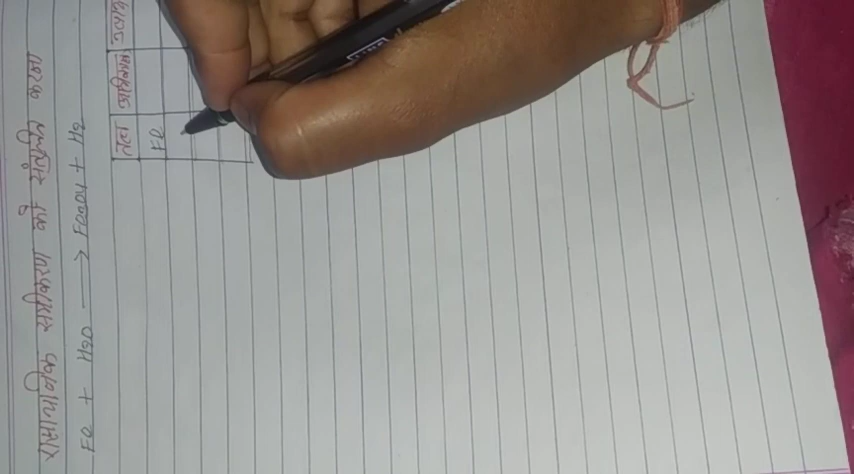 रासायनिक समीकरण को संतुलित करना
Fe + H2O → Fe3O4 + H2
तत्व अभिकारक उत्पाद
Fe